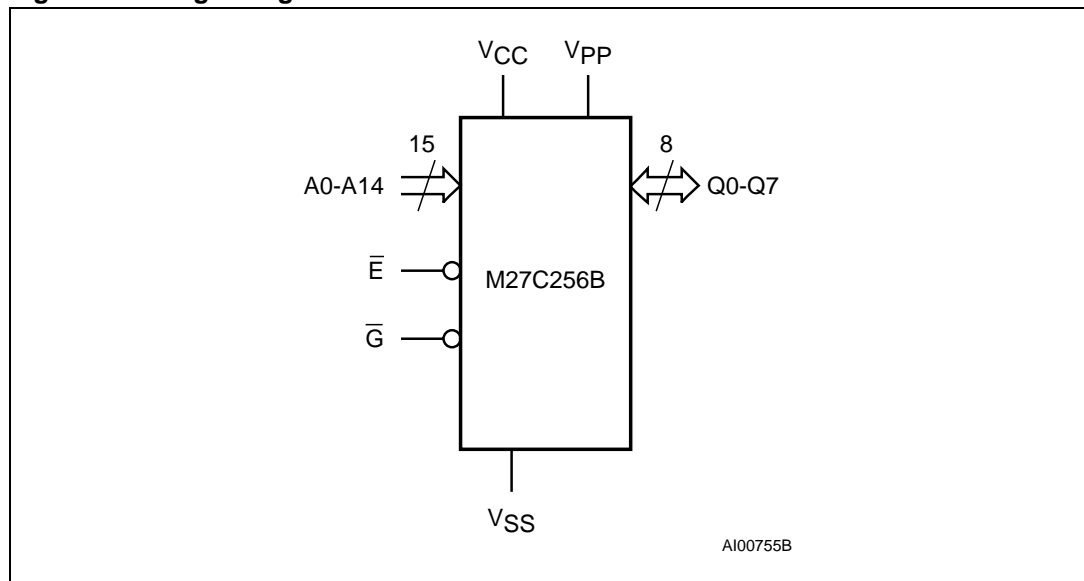 VCC VPP
15 8
A0-A14 Q0-Q7
E̅
M27C256B
G̅
VSS
AI00755B